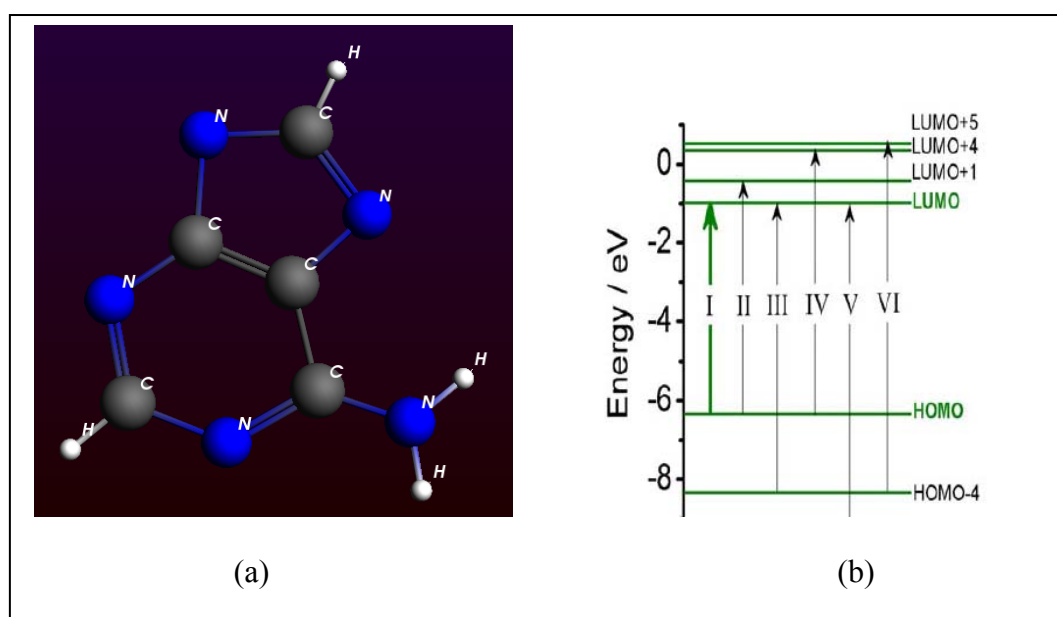 H
N
C
N
C
C
N
C
C
H
N
N
H
H
(a)
LUMO+5
LUMO+4
LUMO+1
LUMO
HOMO
HOMO-4
0
-2
-4
-6
-8
Energy / eV
I II III IV V VI
(b)